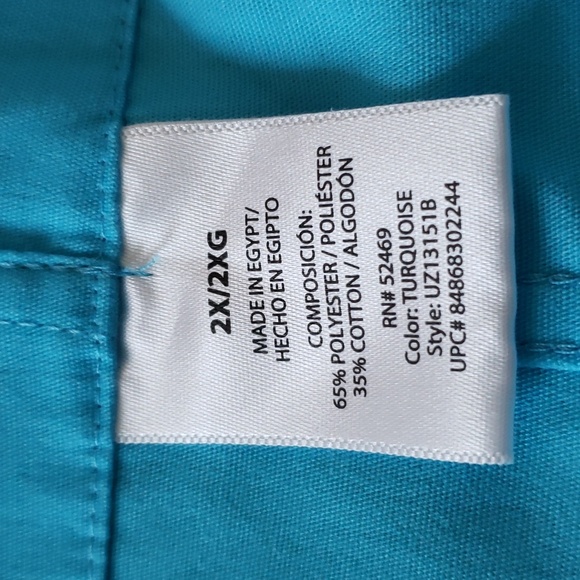 2X/2XG
MADE IN EGYPT/
HECHO EN EGIPTO
COMPOSICIÓN:
65% POLYESTER / POLIÉSTER
35% COTTON / ALGODÓN
RN# 52469
Color: TURQUOISE
Style: UZ13151B
UPC# 84868302244